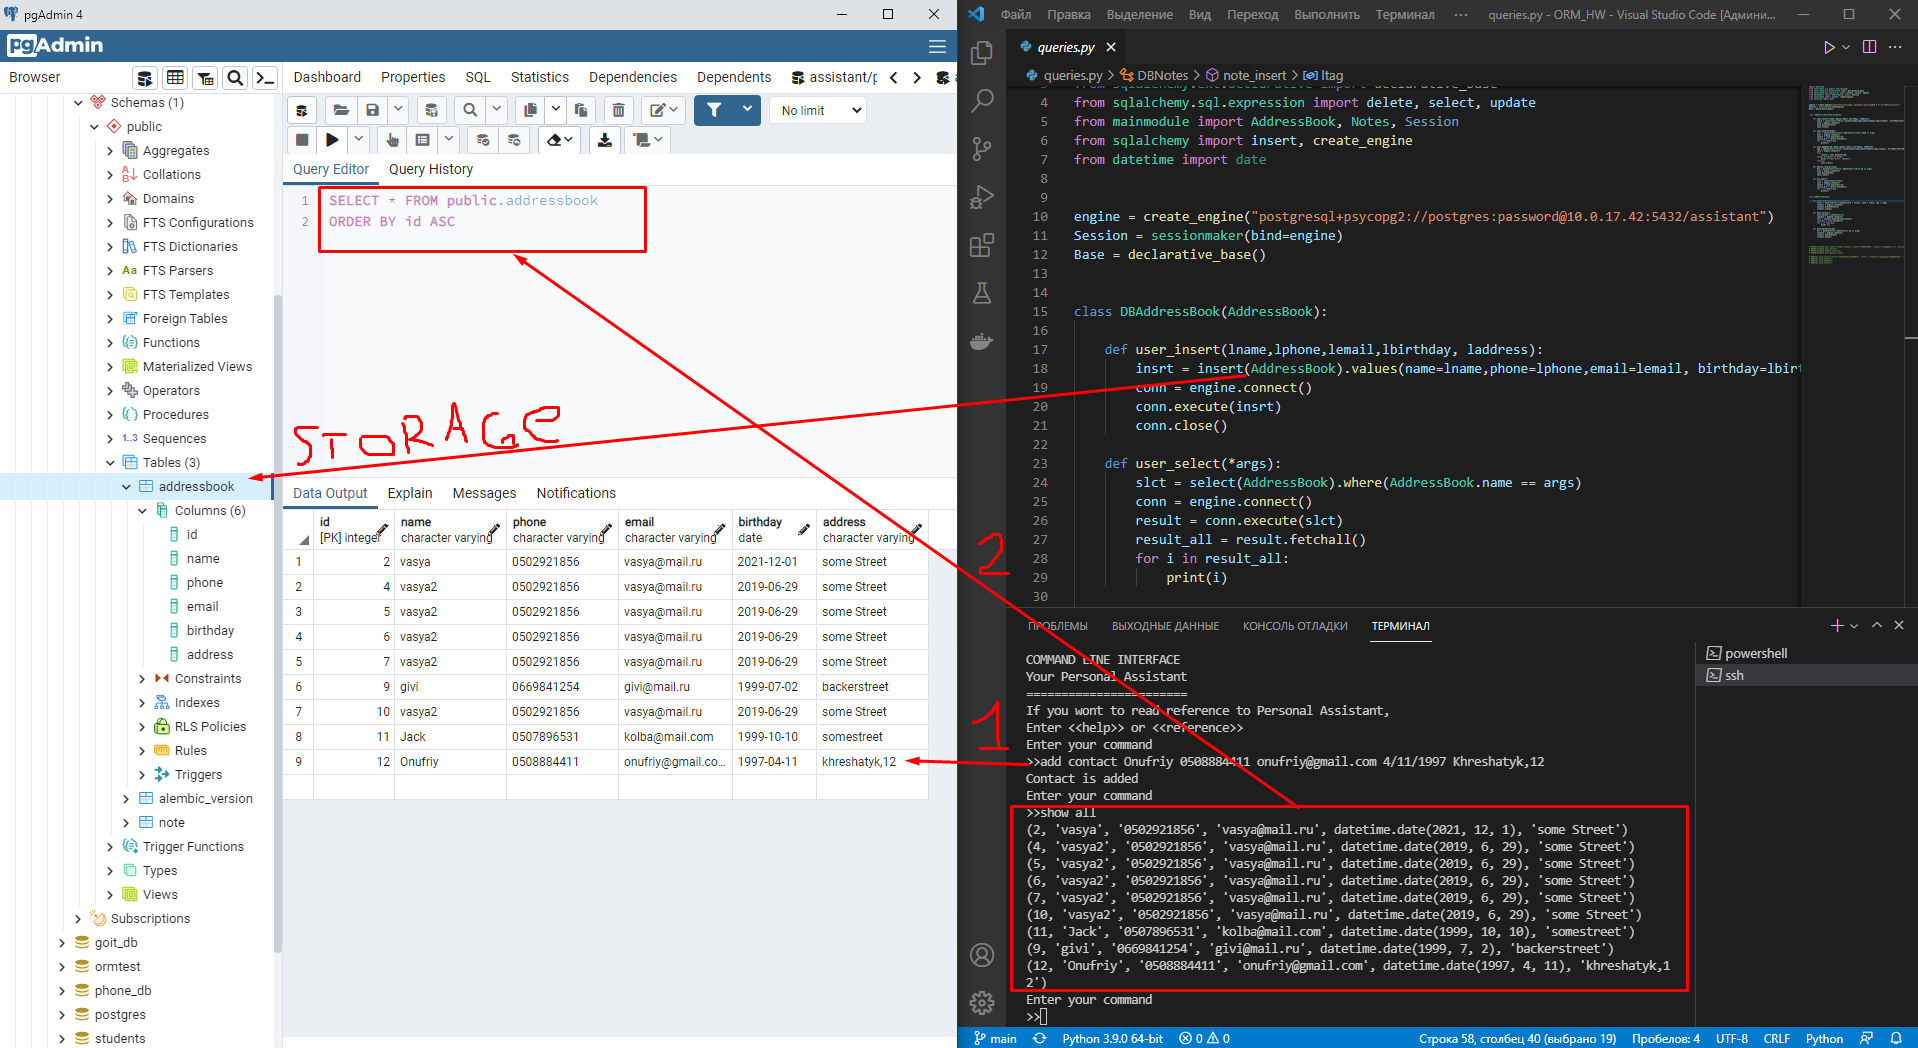 pgAdmin 4
pgAdmin
Browser
Dashboard Properties SQL Statistics Dependencies Dependents assistant/p
No limit
Query Editor Query History
1 SELECT * FROM public.addressbook
2 ORDER BY id ASC
STORAGE
Schemas (1)
public
Aggregates
Collations
Domains
FTS Configurations
FTS Dictionaries
Aa FTS Parsers
FTS Templates
Foreign Tables
Functions
Materialized Views
Operators
Procedures
1..3 Sequences
Tables (3)
addressbook
Columns (6)
id
name
phone
email
birthday
address
Constraints
Indexes
RLS Policies
Rules
Triggers
alembic_version
note
Trigger Functions
Types
Views
Subscriptions
goit_db
ormtest
phone_db
postgres
students
Data Output Explain Messages Notifications
id name phone email birthday address
[PK] integer character varying character varying character varying date character varying
1 2 vasya 0502921856 vasya@mail.ru 2021-12-01 some Street
2 4 vasya2 0502921856 vasya@mail.ru 2019-06-29 some Street
3 5 vasya2 0502921856 vasya@mail.ru 2019-06-29 some Street
4 6 vasya2 0502921856 vasya@mail.ru 2019-06-29 some Street
5 7 vasya2 0502921856 vasya@mail.ru 2019-06-29 some Street
6 9 givi 0669841254 givi@mail.ru 1999-07-02 backerstreet
7 10 vasya2 0502921856 vasya@mail.ru 2019-06-29 some Street
8 11 Jack 0507896531 kolba@mail.com 1999-10-10 somestreet
9 12 Onufriy 0508884411 onufriy@gmail.co... 1997-04-11 khreshatyk,12
Файл Правка Выделение Вид Переход Выполнить Терминал ··· queries.py - ORM_HW - Visual Studio Code [Админи...
queries.py
queries.py > DBNotes > note_insert > ltag
from sqlalchemy.ext.declarative import declarative_base
4 from sqlalchemy.sql.expression import delete, select, update
5 from mainmodule import AddressBook, Notes, Session
6 from sqlalchemy import insert, create_engine
7 from datetime import date
8
9
10 engine = create_engine("postgresql+psycopg2://postgres:password@10.0.17.42:5432/assistant")
11 Session = sessionmaker(bind=engine)
12 Base = declarative_base()
13
14
15 class DBAddressBook(AddressBook):
16
17 def user_insert(lname,lphone,lemail,lbirthday, laddress):
18 insrt = insert(AddressBook).values(name=lname,phone=lphone,email=lemail, birthday=lbirt
19 conn = engine.connect()
20 conn.execute(insrt)
21 conn.close()
22
23 def user_select(*args):
24 slct = select(AddressBook).where(AddressBook.name == args)
25 conn = engine.connect()
26 result = conn.execute(slct)
27 result_all = result.fetchall()
28 for i in result_all:
29 print(i)
30
2
1
ПРОБЛЕМЫ ВЫХОДНЫЕ ДАННЫЕ КОНСОЛЬ ОТЛАДКИ ТЕРМИНАЛ
powershell
ssh
COMMAND LINE INTERFACE
Your Personal Assistant
=======================
If you wont to read reference to Personal Assistant,
Enter <<help>> or <<reference>>
Enter your command
>>add contact Onufriy 0508884411 onufriy@gmail.com 4/11/1997 Khreshatyk,12
Contact is added
Enter your command
>>show all
(2, 'vasya', '0502921856', 'vasya@mail.ru', datetime.date(2021, 12, 1), 'some Street')
(4, 'vasya2', '0502921856', 'vasya@mail.ru', datetime.date(2019, 6, 29), 'some Street')
(5, 'vasya2', '0502921856', 'vasya@mail.ru', datetime.date(2019, 6, 29), 'some Street')
(6, 'vasya2', '0502921856', 'vasya@mail.ru', datetime.date(2019, 6, 29), 'some Street')
(7, 'vasya2', '0502921856', 'vasya@mail.ru', datetime.date(2019, 6, 29), 'some Street')
(10, 'vasya2', '0502921856', 'vasya@mail.ru', datetime.date(2019, 6, 29), 'some Street')
(11, 'Jack', '0507896531', 'kolba@mail.com', datetime.date(1999, 10, 10), 'somestreet')
(9, 'givi', '0669841254', 'givi@mail.ru', datetime.date(1999, 7, 2), 'backerstreet')
(12, 'Onufriy', '0508884411', 'onufriy@gmail.com', datetime.date(1997, 4, 11), 'khreshatyk,1
2')
Enter your command
>>
main Python 3.9.0 64-bit 0 0 Строка 58, столбец 40 (выбрано 19) Пробелов: 4 UTF-8 CRLF Python